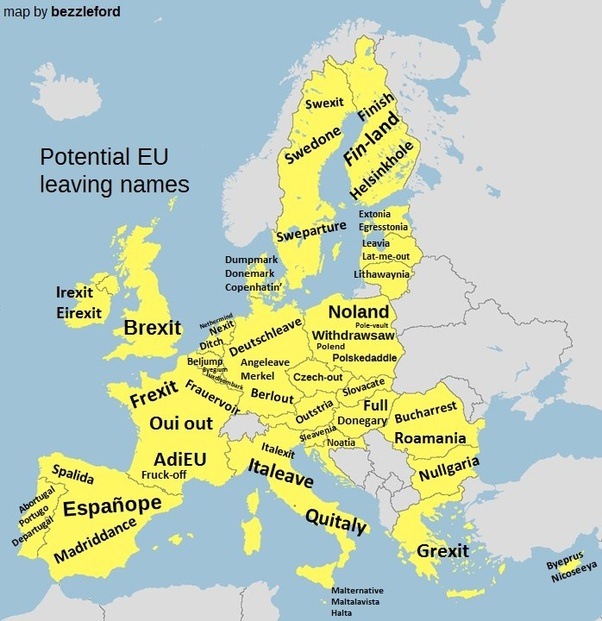 map by bezzleford
Potential EU
leaving names
Swexit
Swedone
Sweparture
Finish
Fin-land
Helsinkhole
Extonia
Egresstonia
Leavia
Lat-me-out
Lithawaynia
Dumpmark
Donemark
Copenhatin'
Irexit
Eirexit
Brexit
Nethermind
Nexit
Ditch
Beljump
Byegium
Deutschleave
Angeleave
Merkel
Berlout
Noland
Pole-vault
Withdrawsaw
Polend
Polskedaddle
Czech-out
Slovacate
Outstria
Full
Donegary
Sleavenia
Noatia
Bucharrest
Roamania
Nullgaria
Frexit
Frauervoir
Oui out
AdiEU
Fruck-off
Italexit
Italeave
Quitaly
Spalida
Españope
Madriddance
Abortugal
Portugo
Departugal
Grexit
Byeprus
Nicoseeya
Malternative
Maltalavista
Halta